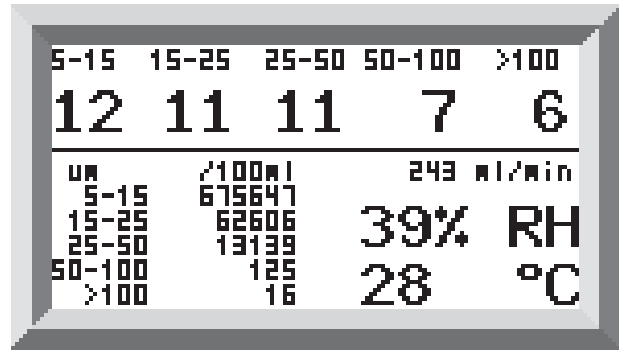 5-15 15-25 25-50 50-100 >100
12 11 11 7 6
um /100ml 243 ml/min
5-15 675647
15-25 62606
25-50 13139
50-100 125
>100 16
39% RH
28 °C